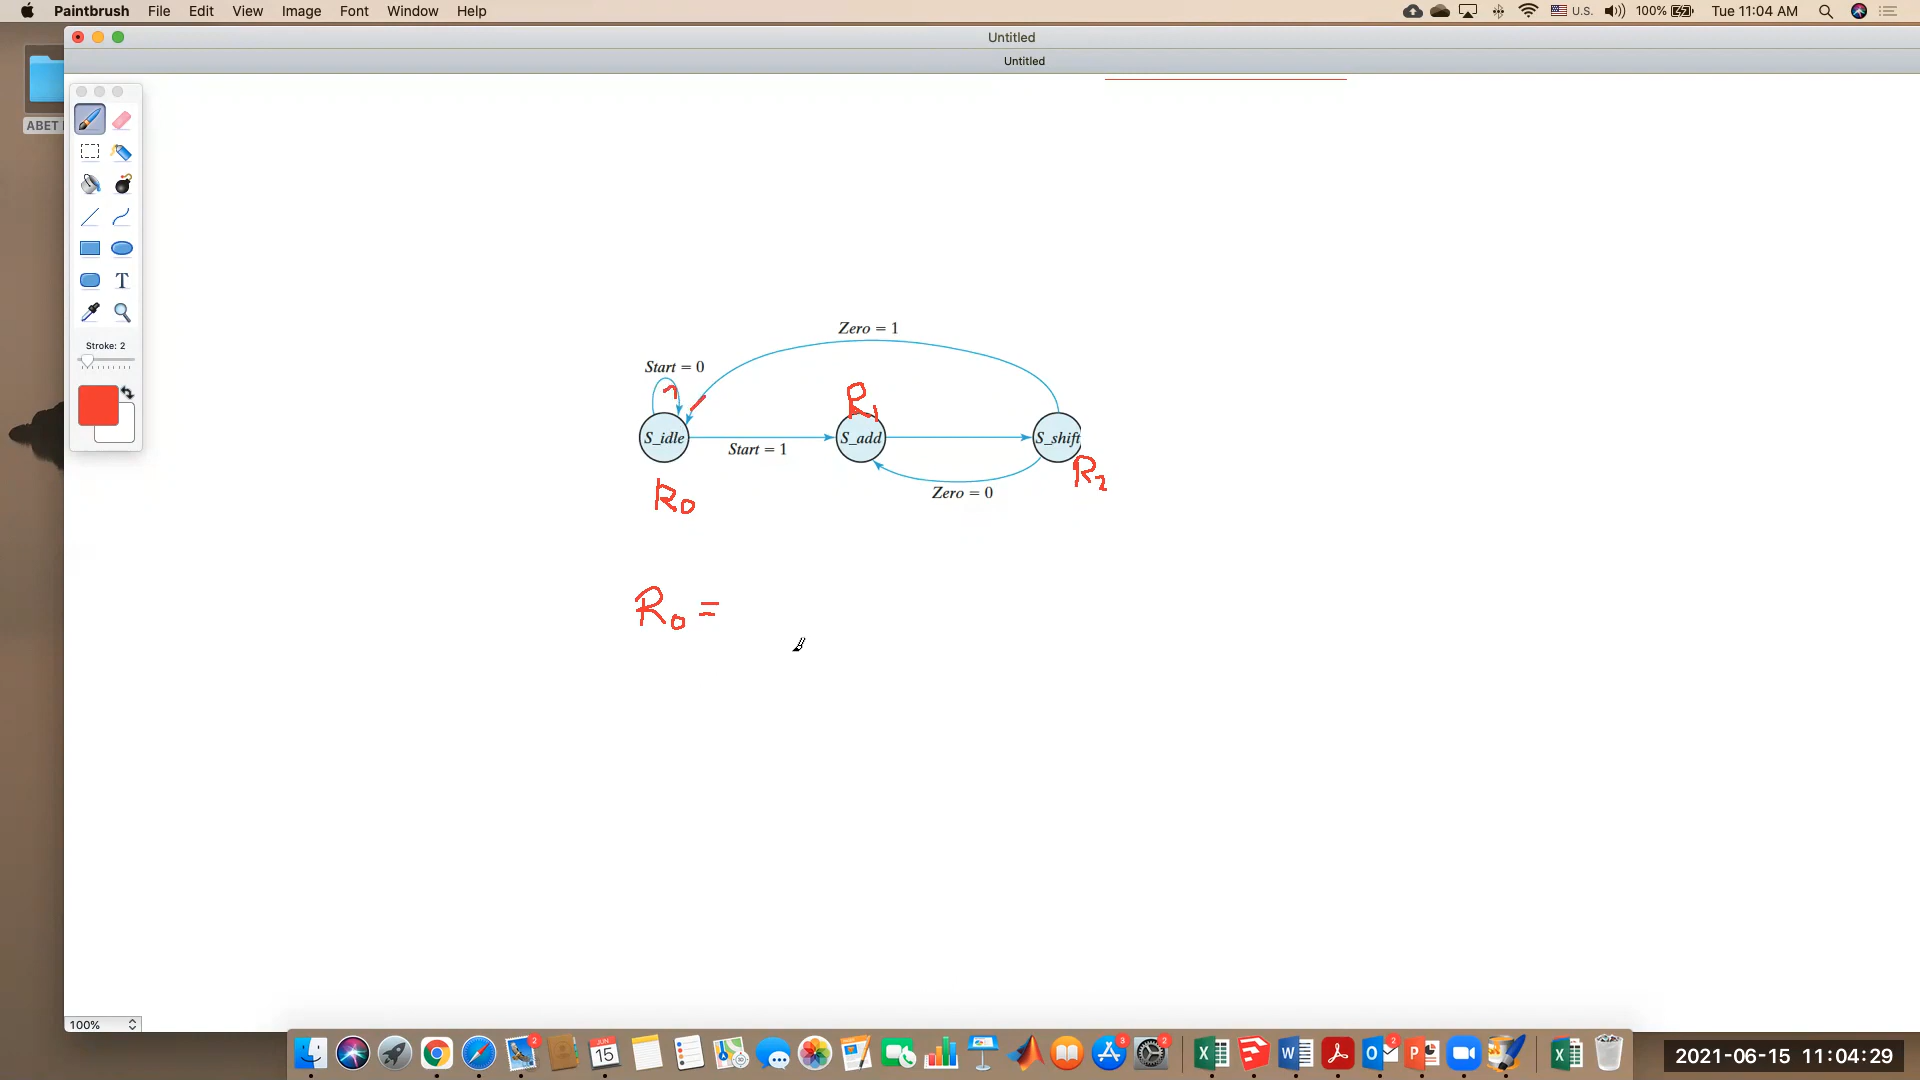 Paintbrush File Edit View Image Font Window Help U.S. 100% Tue 11:04 AM
Untitled
Untitled
ABET
Stroke: 2
Zero = 1
Start = 0
R1
S_idle
Start = 1
S_add
S_shift
R2
Zero = 0
R0
R0 =
100%
JUN
15
2021-06-15 11:04:29